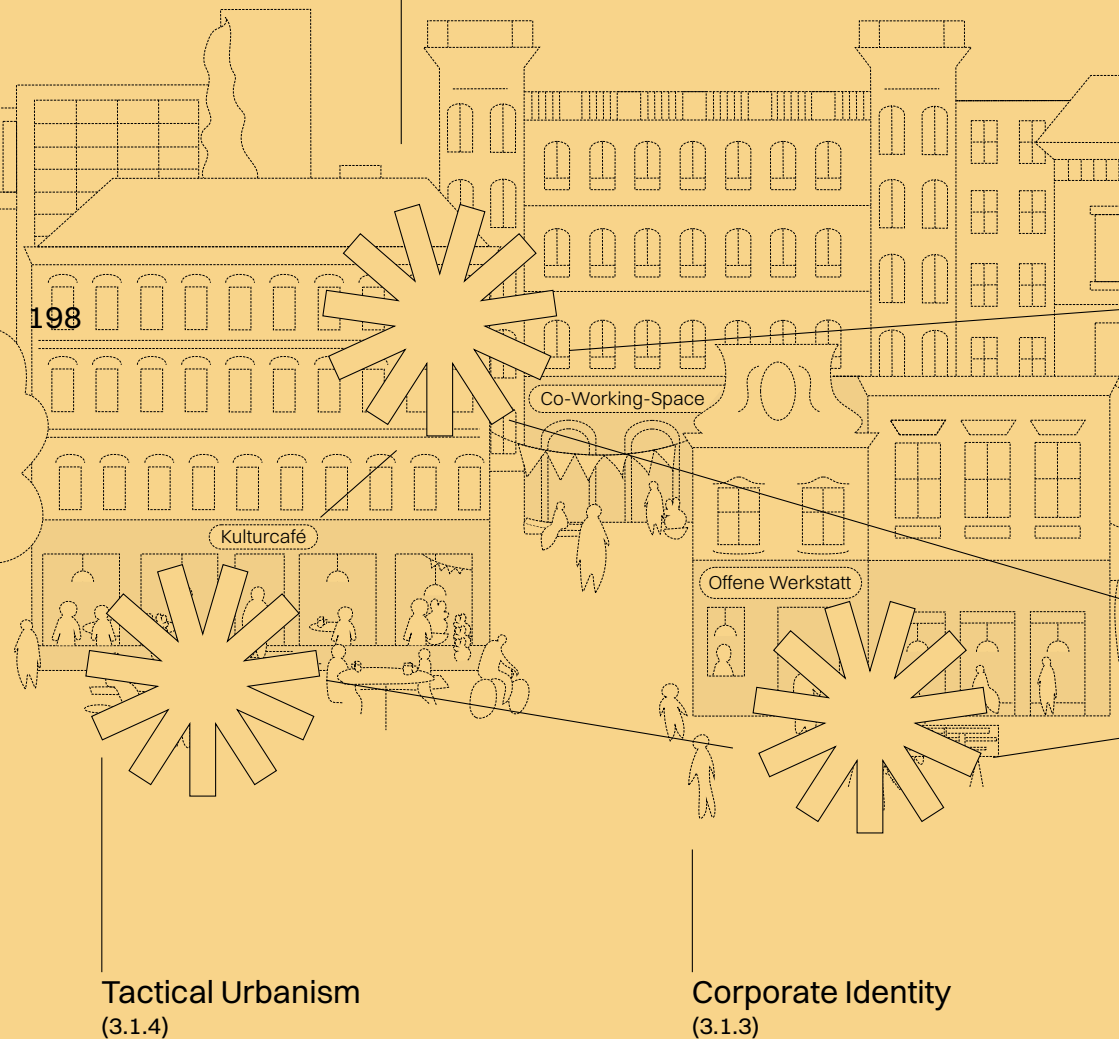 198
Co-Working-Space
Kulturcafé
Offene Werkstatt
Tactical Urbanism
(3.1.4)
Corporate Identity
(3.1.3)